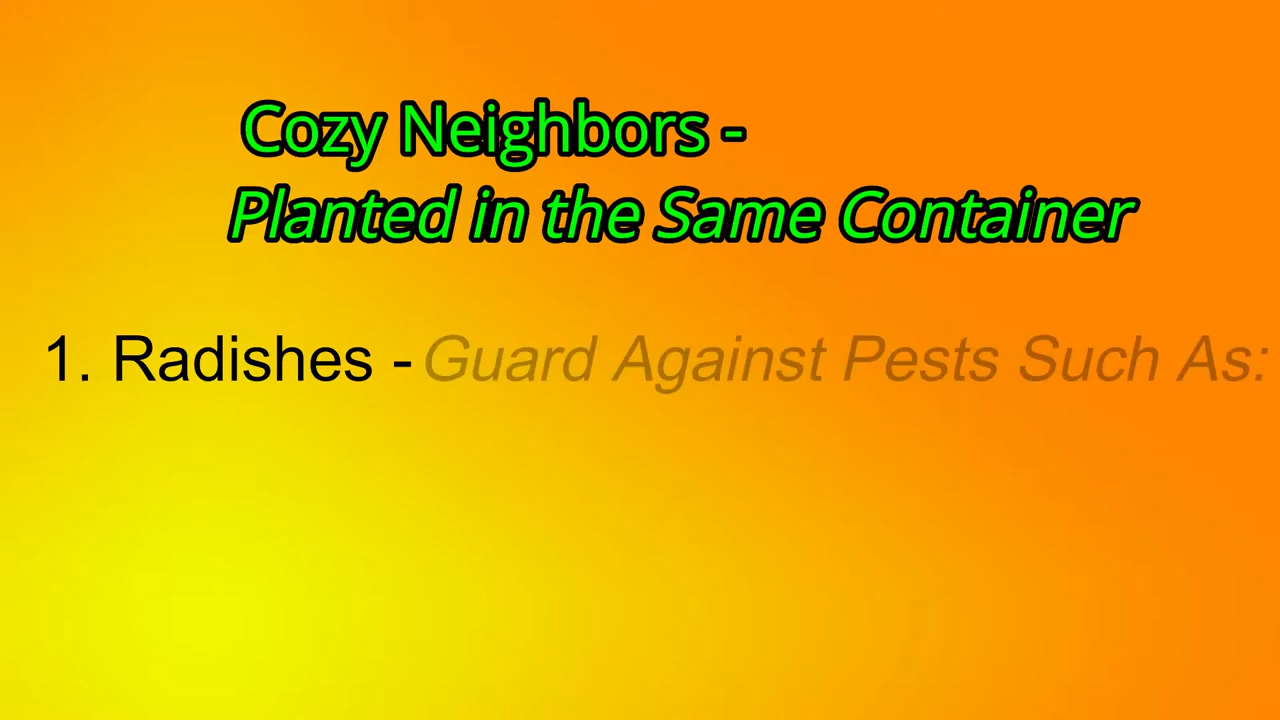 Cozy Neighbors -
Planted in the Same Container
1. Radishes - Guard Against Pests Such As: